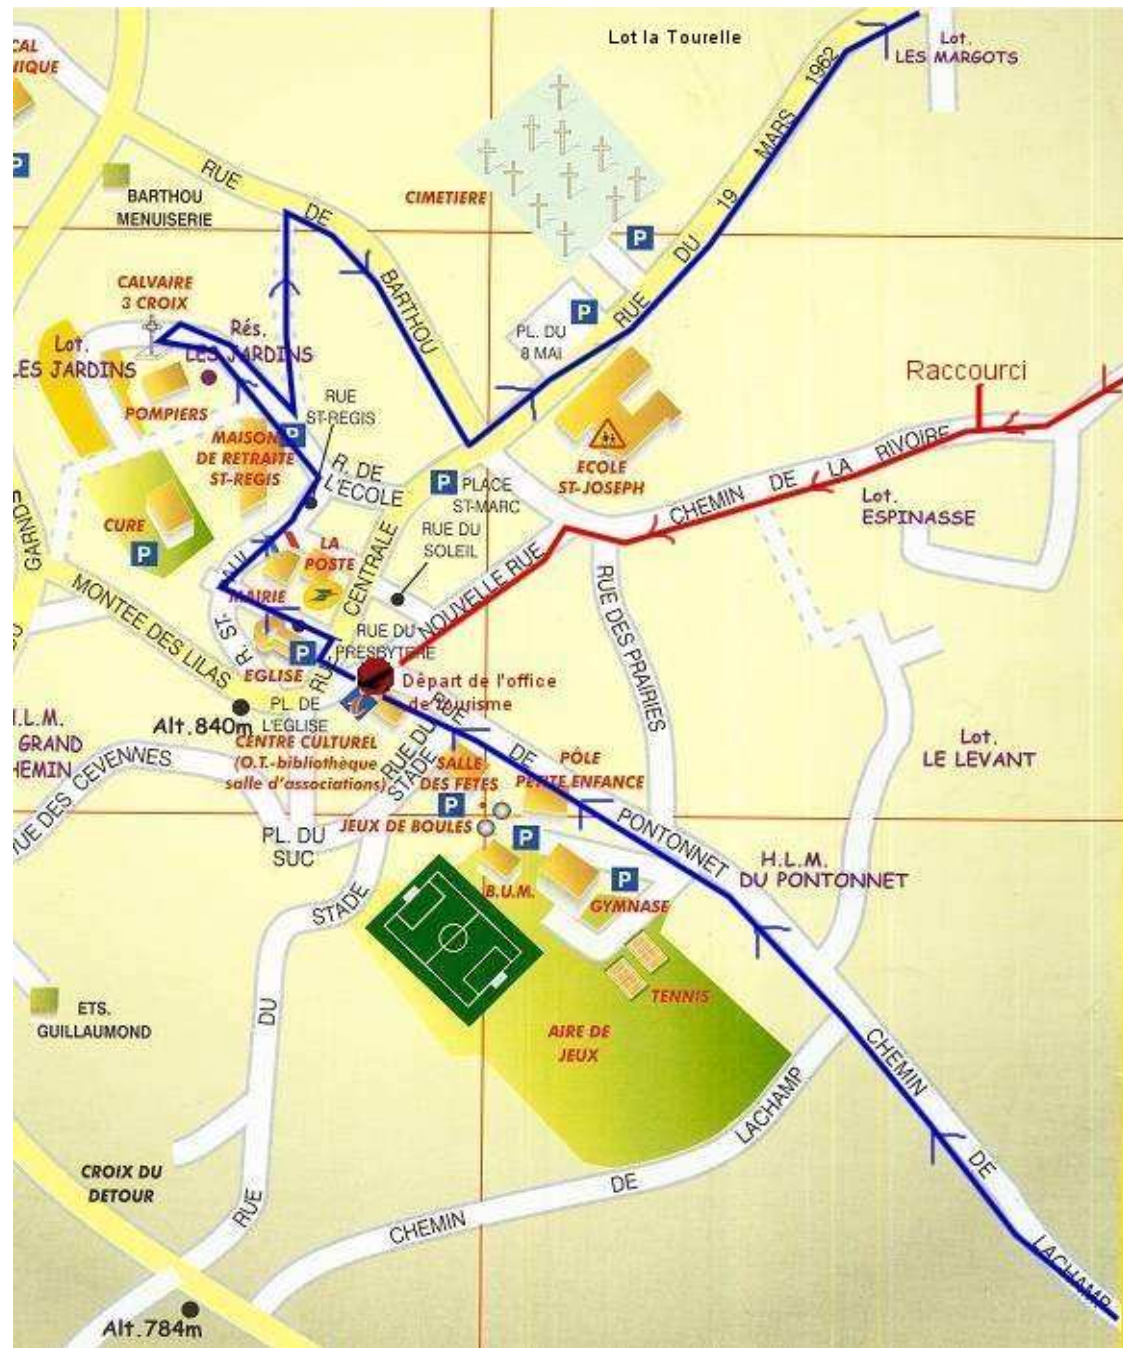 Lot la Tourelle
Lot.
LES MARGOTS
CAL
IQUE
P
RUE
DE
BARTHOU
BARTHOU
MENUISERIE
CIMETIERE
P
RUE
DU
19
MARS
1962
CALVAIRE
3 CROIX
P
PL. DU
8 MAI
Lot.
LES JARDINS
Rés.
LES JARDINS
POMPIERS
RUE
ST-REGIS
Raccourci
MAISON
DE RETRAITE
ST-REGIS
P
R. DE
L'ÉCOLE
ECOLE
ST-JOSEPH
CHEMIN DE LA RIVOIRE
P
PLACE
ST-MARC
Lot.
ESPINASSE
CURE
P
RUE DU
SOLEIL
LA
POSTE
CENTRALE
NOUVELLE RUE
MAIRIE
RUE DES PRAIRIES
MONTEE DES LILAS
R. ST-
RUE DU
PRESBYTERE
P
EGLISE
RUE
Départ de l'office
de tourisme
PL. DE
L'EGLISE
Alt.840m
H.L.M.
GRAND
CHEMIN
CENTRE CULTUREL
(O.T.-bibliothèque
salle d'associations)
RUE DU
STADE
SALLE
DES FETES
RUE
DE
PONTONNET
PÔLE
PETITE ENFANCE
Lot.
LE LEVANT
RUE DES CEVENNES
P
JEUX DE BOULES
PL. DU
SUC
P
B.U.M.
P
GYMNASE
H.L.M.
DU PONTONNET
STADE
DU
RUE
TENNIS
ETS.
GUILLAUMOND
AIRE DE
JEUX
CHEMIN
DE
LACHAMP
CHEMIN
DE
LACHAMP
CROIX DU
DETOUR
Alt.784m